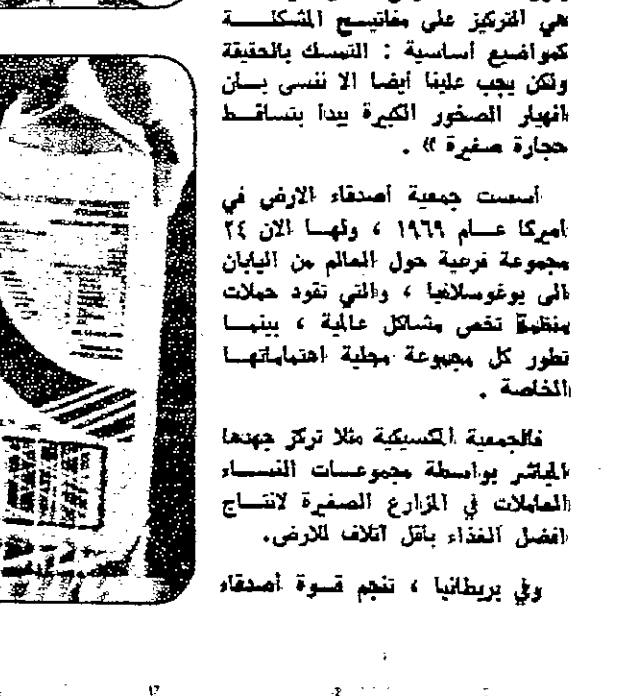 هي التركيز على مفاتيح المشكلة
كمواضيع أساسية : التمسك بالحقيقة
ولكن يجب علينا أيضا الا ننسى بان
انهيار الصخور الكبيرة يبدا بتساقط
حجارة صغيرة » .
أسست جمعية أصدقاء الارض في
اميركا عام ١٩٦٩ ، ولها الان ٢٤
مجموعة فرعية حول العالم من اليابان
الى يوغوسلافيا ، والتي تقود حملات
منظمة تخص مشاكل عالمية ، بينما
تطور كل مجموعة محلية اهتماماتها
الخاصة .
فالجمعية المكسيكية مثلا تركز جهدها
المباشر بواسطة مجموعات النساء
العاملات في المزارع الصغيرة لانتاج
افضل الغذاء بأقل اتلاف للارض.
وفي بريطانيا ، تنجم قوة أصدقاء